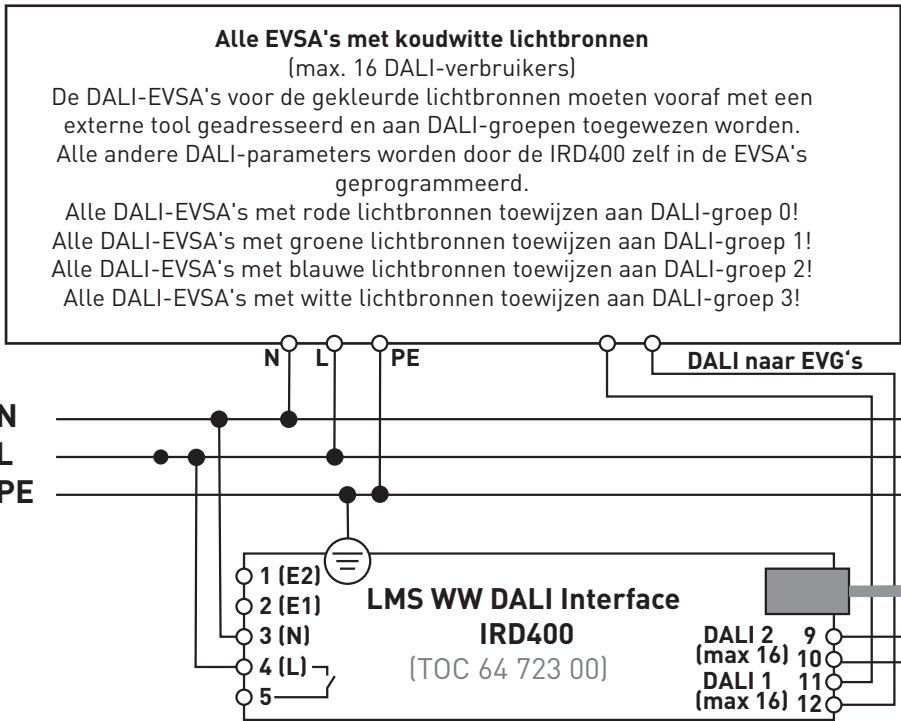 Alle EVSA's met koudwitte lichtbronnen
(max. 16 DALI-verbruikers)
De DALI-EVSA's voor de gekleurde lichtbronnen moeten vooraf met een
externe tool geadresseerd en aan DALI-groepen toegewezen worden.
Alle andere DALI-parameters worden door de IRD400 zelf in de EVSA's
geprogrammeerd.
Alle DALI-EVSA's met rode lichtbronnen toewijzen aan DALI-groep 0!
Alle DALI-EVSA's met groene lichtbronnen toewijzen aan DALI-groep 1!
Alle DALI-EVSA's met blauwe lichtbronnen toewijzen aan DALI-groep 2!
Alle DALI-EVSA's met witte lichtbronnen toewijzen aan DALI-groep 3!
N L PE DALI naar EVG‘s
N
L
PE
1 (E2)
2 (E1)
3 (N)
4 (L)
5
LMS WW DALI Interface
IRD400
(TOC 64 723 00)
DALI 2 9
(max 16) 10
DALI 1 11
(max 16) 12